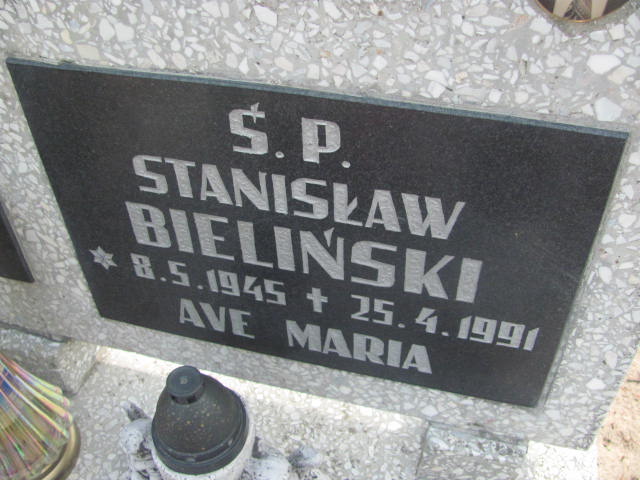 Ś. P.
STANISŁAW
BIELIŃSKI
* 8.5.1945 ✝ 25.4.1991
AVE MARIA